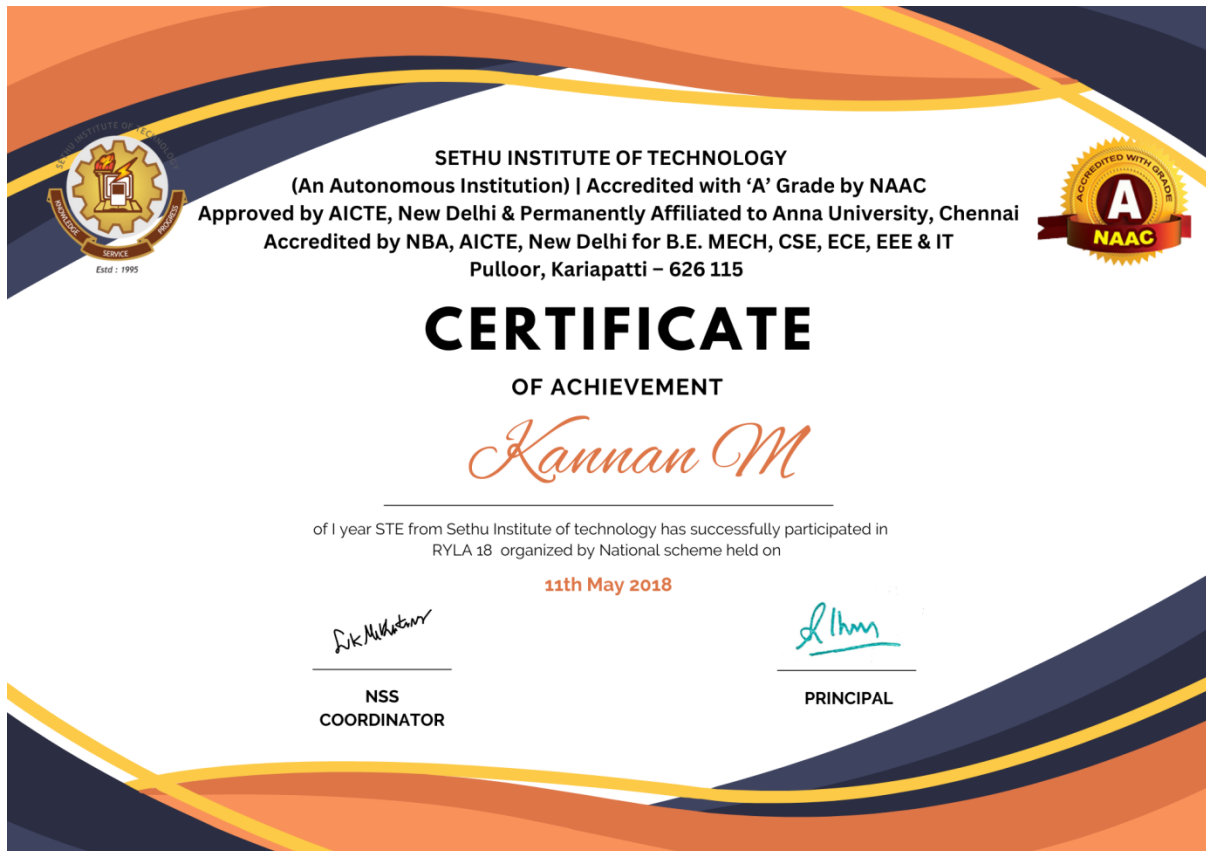 SETHU INSTITUTE OF TECHNOLOGY
SETHU INSTITUTE OF TECHNOLOGY
(An Autonomous Institution) | Accredited with ‘A’ Grade by NAAC
Approved by AICTE, New Delhi & Permanently Affiliated to Anna University, Chennai
Accredited by NBA, AICTE, New Delhi for B.E. MECH, CSE, ECE, EEE & IT
Pulloor, Kariapatti – 626 115
KNOWLEDGE
SERVICE
PROGRESS
Estd : 1995
ACCREDITED WITH GRADE
A
NAAC
CERTIFICATE
OF ACHIEVEMENT
Kannan M
of I year STE from Sethu Institute of technology has successfully participated in
RYLA 18 organized by National scheme held on
11th May 2018
NSS
COORDINATOR
PRINCIPAL